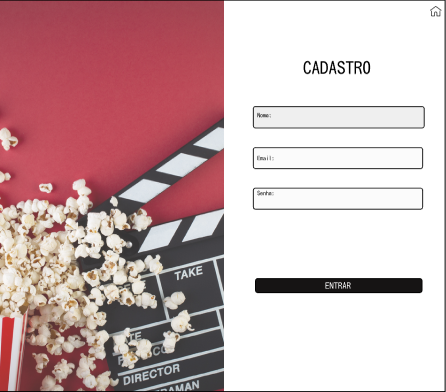 CADASTRO
Nome:
Email:
Senha:
ENTRAR
TAKE
DIRECTOR